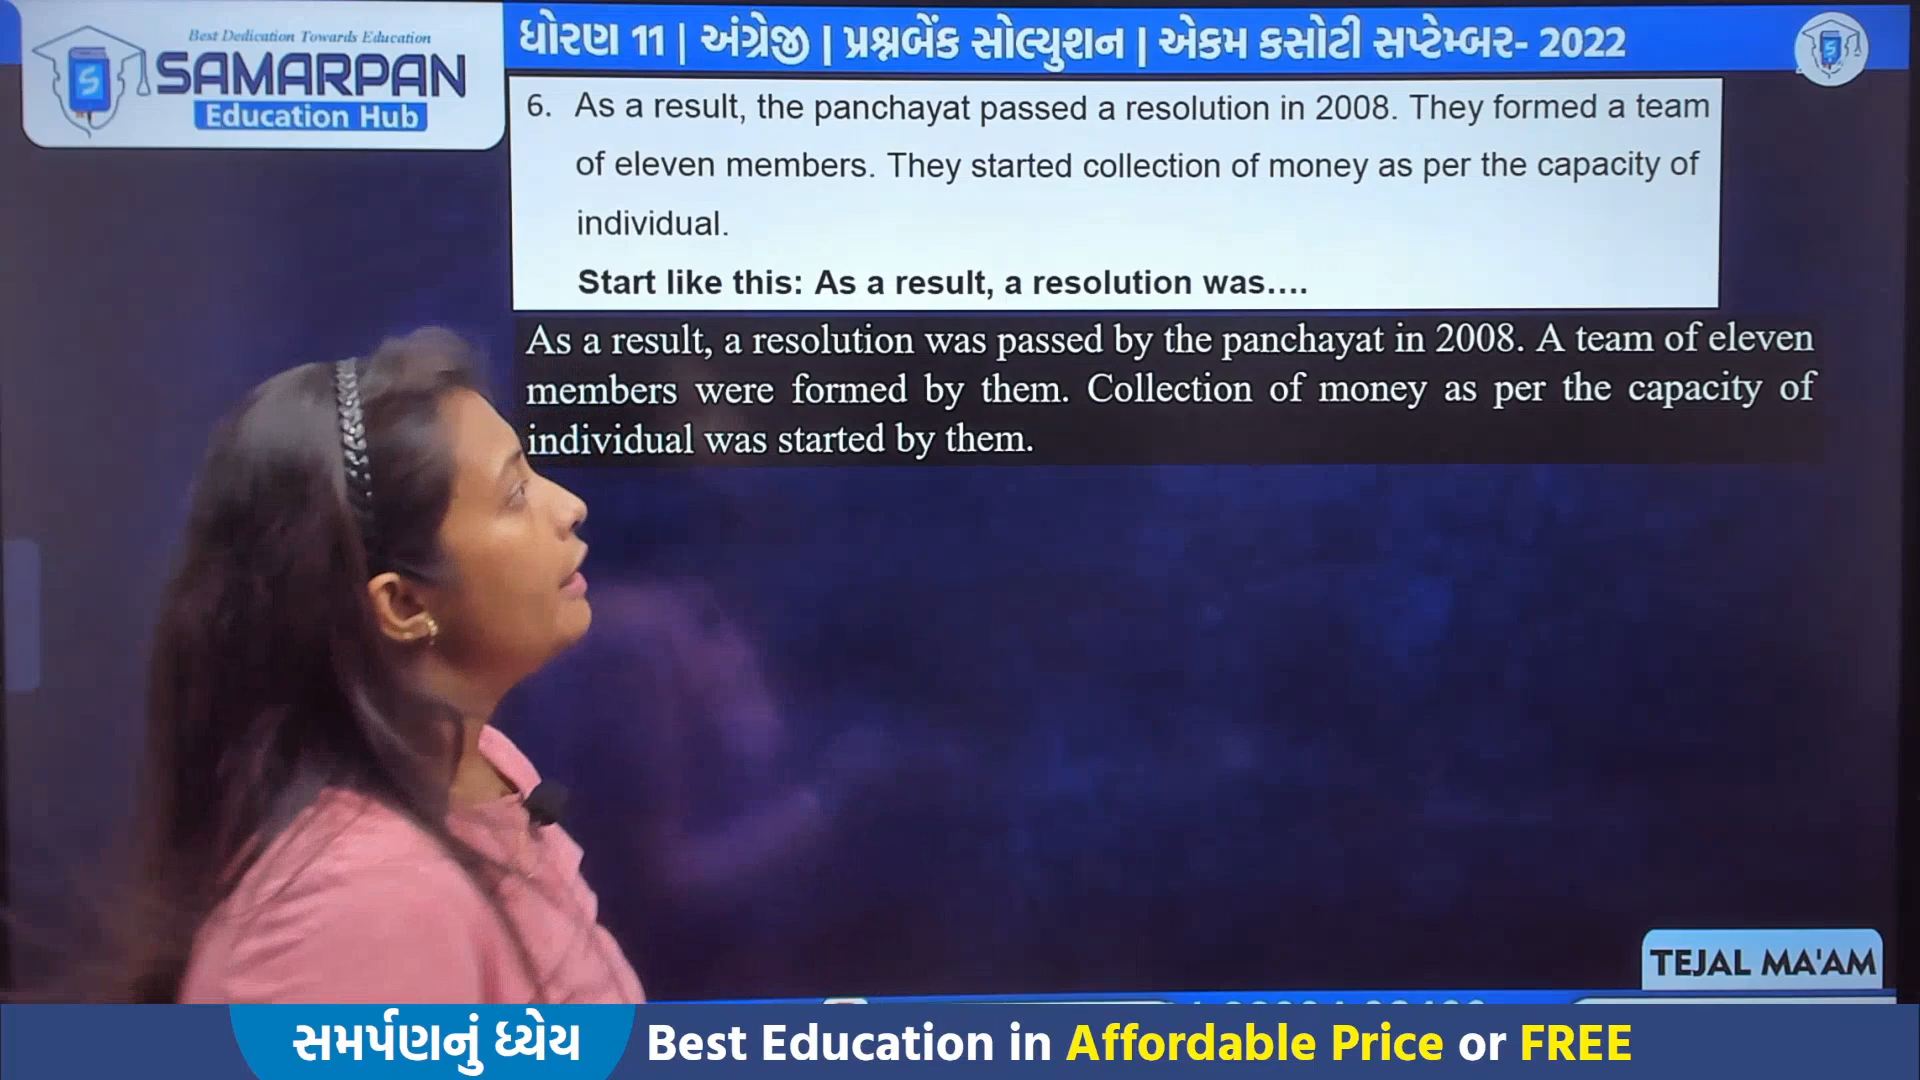 Best Dedication Towards Education
SAMARPAN
Education Hub
ધોરણ 11 | અંગ્રેજી | પ્રશ્નબેંક સોલ્યુશન | એકમ કસોટી સપ્ટેમ્બર- 2022
6. As a result, the panchayat passed a resolution in 2008. They formed a team
of eleven members. They started collection of money as per the capacity of
individual.
Start like this: As a result, a resolution was....
As a result, a resolution was passed by the panchayat in 2008. A team of eleven
members were formed by them. Collection of money as per the capacity of
individual was started by them.
TEJAL MA'AM
સમર્પણનું ધ્યેય
Best Education in Affordable Price or FREE